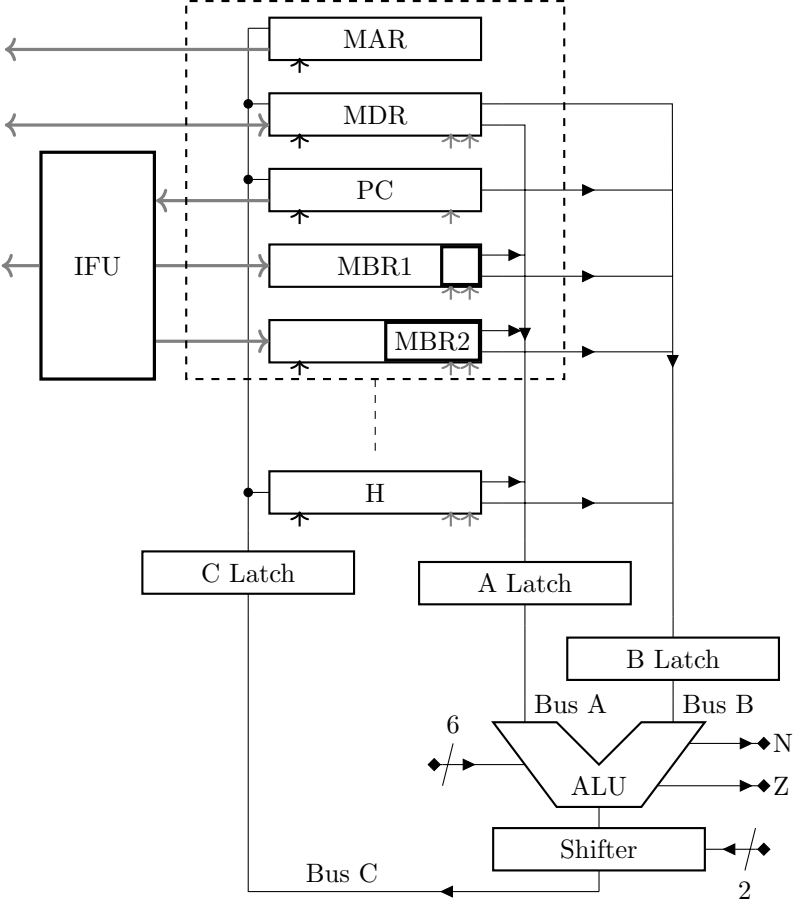 MAR
MDR
PC
IFU
MBR1
MBR2
H
C Latch
A Latch
B Latch
Bus A
Bus B
6
N
ALU
Z
Shifter
Bus C
2